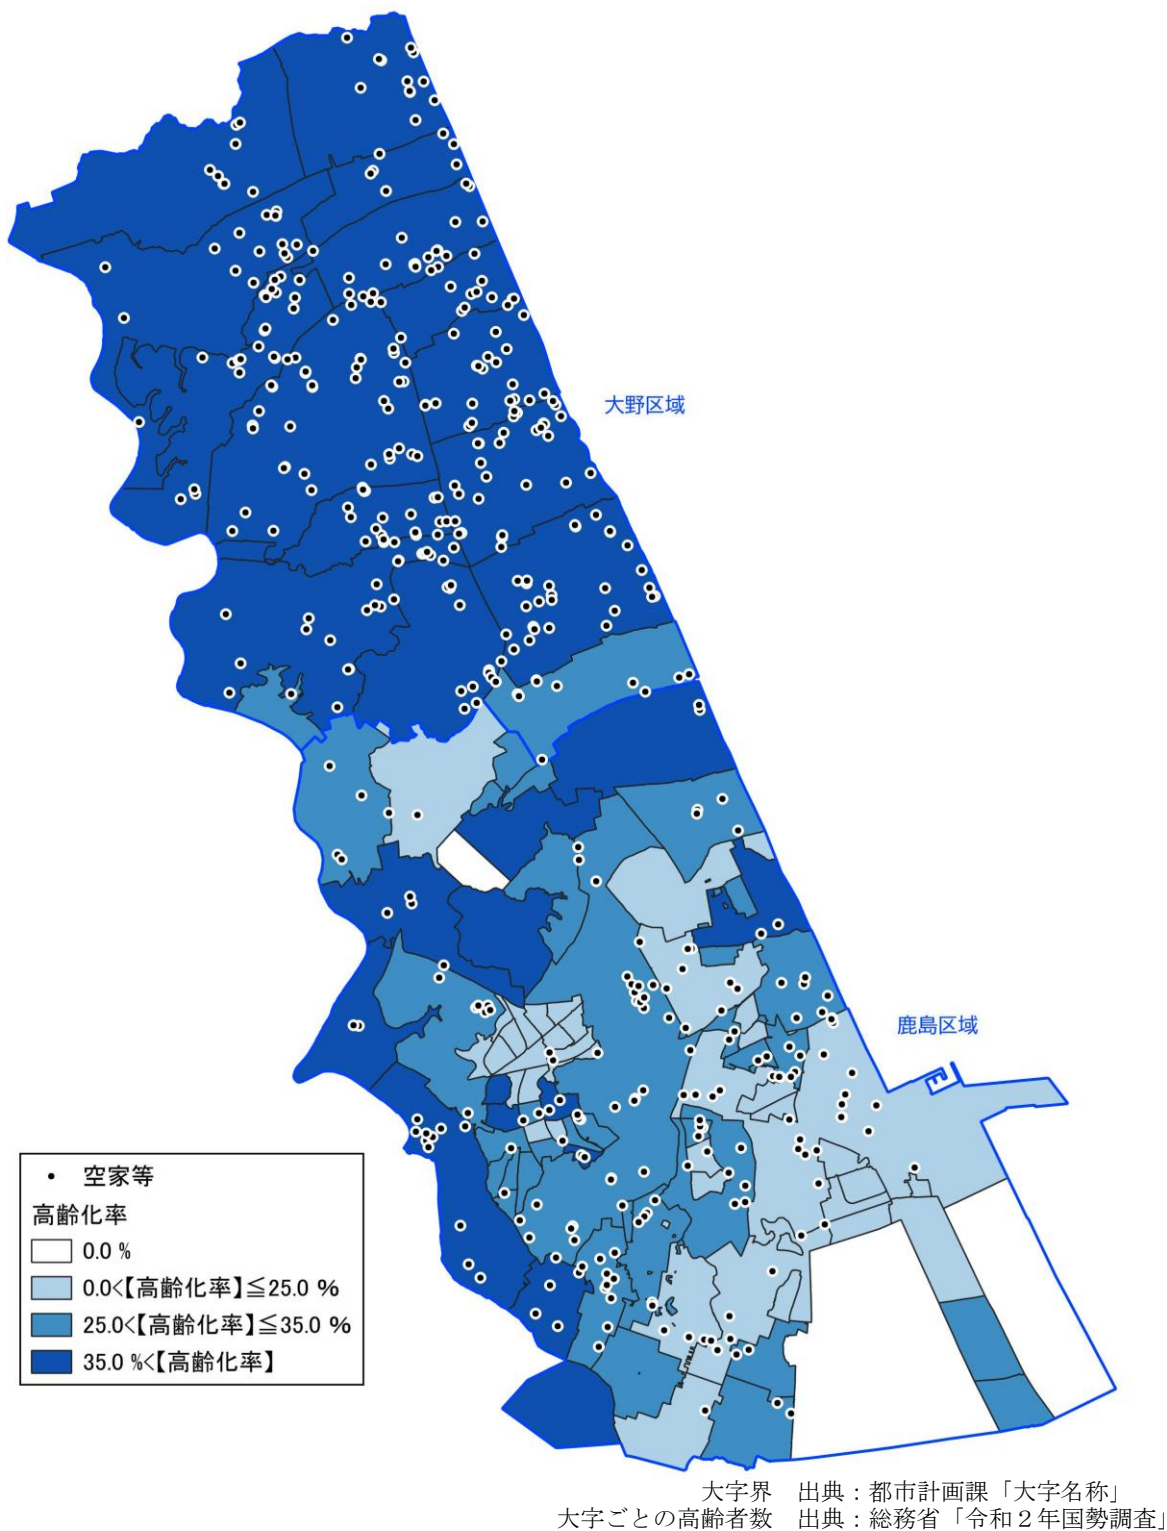 大野区域
鹿島区域
空家等
高齢化率
0.0 %
0.0<【高齢化率】≦25.0 %
25.0<【高齢化率】≦35.0 %
35.0 %<【高齢化率】
大字界　出典：都市計画課「大字名称」
大字ごとの高齢者数　出典：総務省「令和２年国勢調査」